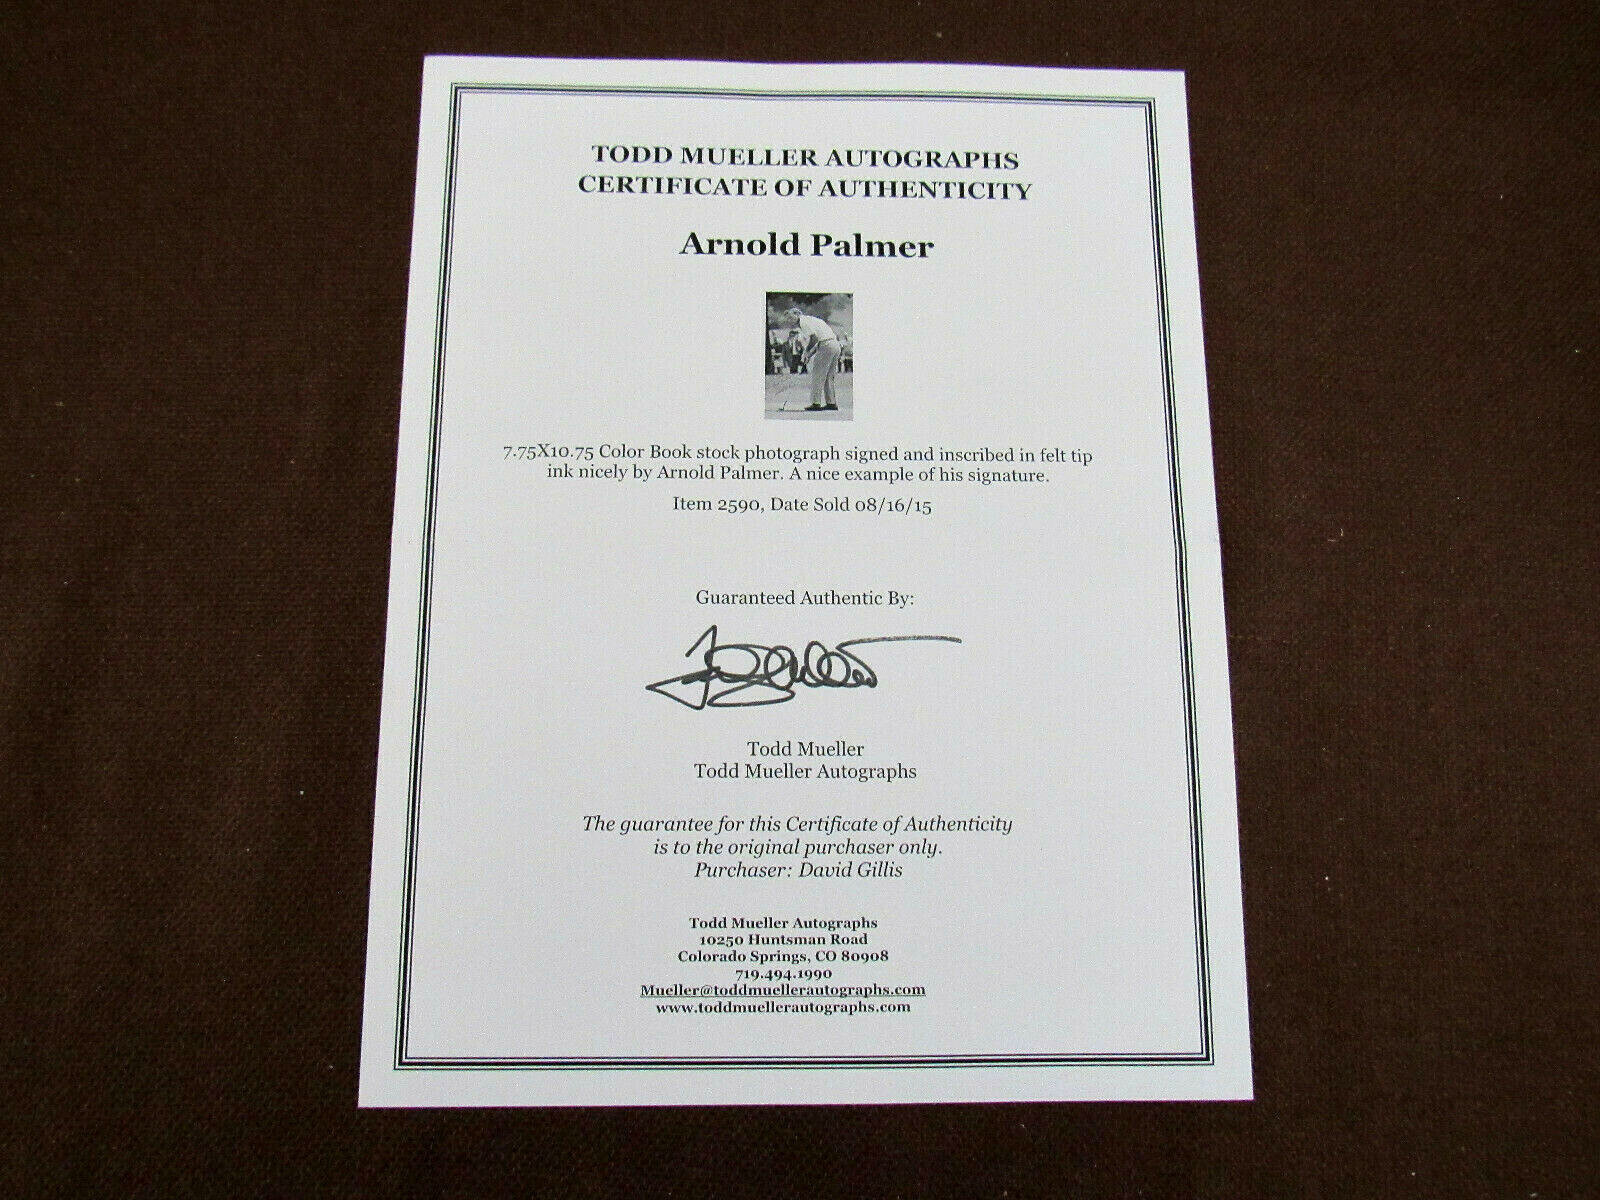 TODD MUELLER AUTOGRAPHS
CERTIFICATE OF AUTHENTICITY
Arnold Palmer
7.75X10.75 Color Book stock photograph signed and inscribed in felt tip
ink nicely by Arnold Palmer. A nice example of his signature.
Item 2590, Date Sold 08/16/15
Guaranteed Authentic By:
Todd Mueller
Todd Mueller Autographs
The guarantee for this Certificate of Authenticity
is to the original purchaser only.
Purchaser: David Gillis
Todd Mueller Autographs
10250 Huntsman Road
Colorado Springs, CO 80908
719.494.1990
Mueller@toddmuellerautographs.com
www.toddmuellerautographs.com